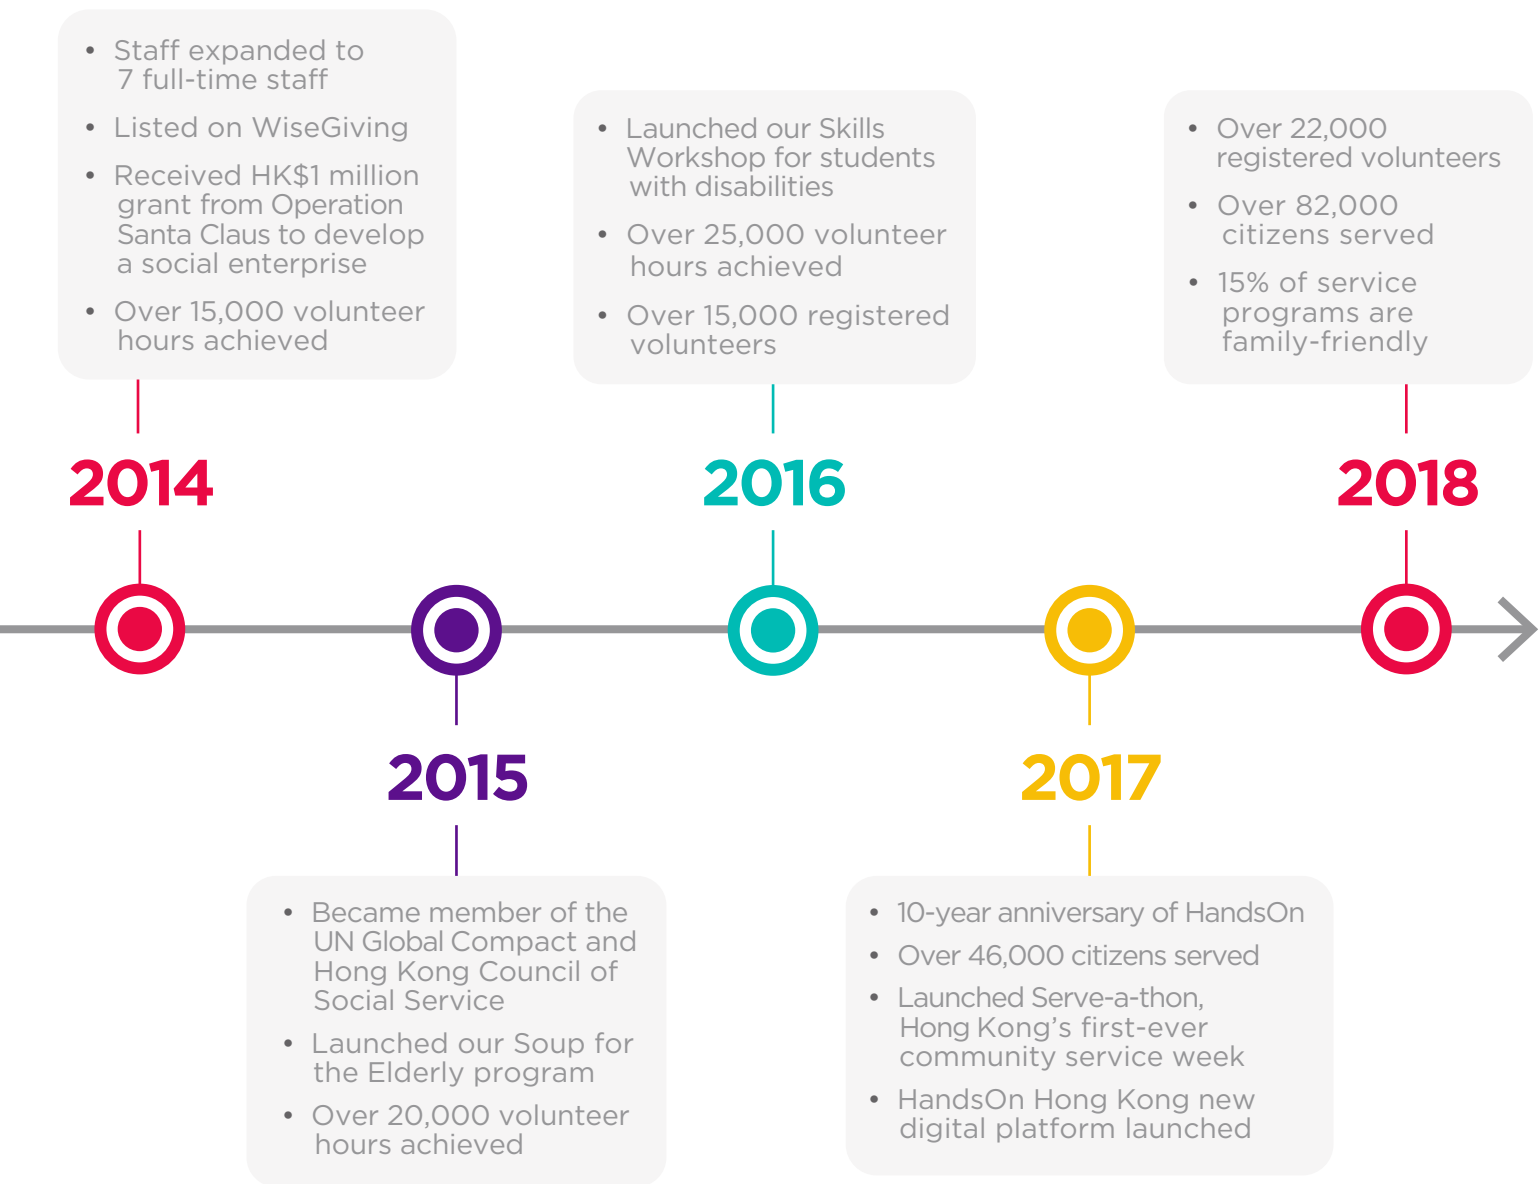 • Staff expanded to
7 full-time staff
• Listed on WiseGiving
• Received HK$1 million
grant from Operation
Santa Claus to develop
a social enterprise
• Over 15,000 volunteer
hours achieved
2014
• Became member of the
UN Global Compact and
Hong Kong Council of
Social Service
• Launched our Soup for
the Elderly program
• Over 20,000 volunteer
hours achieved
2015
• Launched our Skills
Workshop for students
with disabilities
• Over 25,000 volunteer
hours achieved
• Over 15,000 registered
volunteers
2016
• 10-year anniversary of HandsOn
• Over 46,000 citizens served
• Launched Serve-a-thon,
Hong Kong’s first-ever
community service week
• HandsOn Hong Kong new
digital platform launched
2017
• Over 22,000
registered volunteers
• Over 82,000
citizens served
• 15% of service
programs are
family-friendly
2018